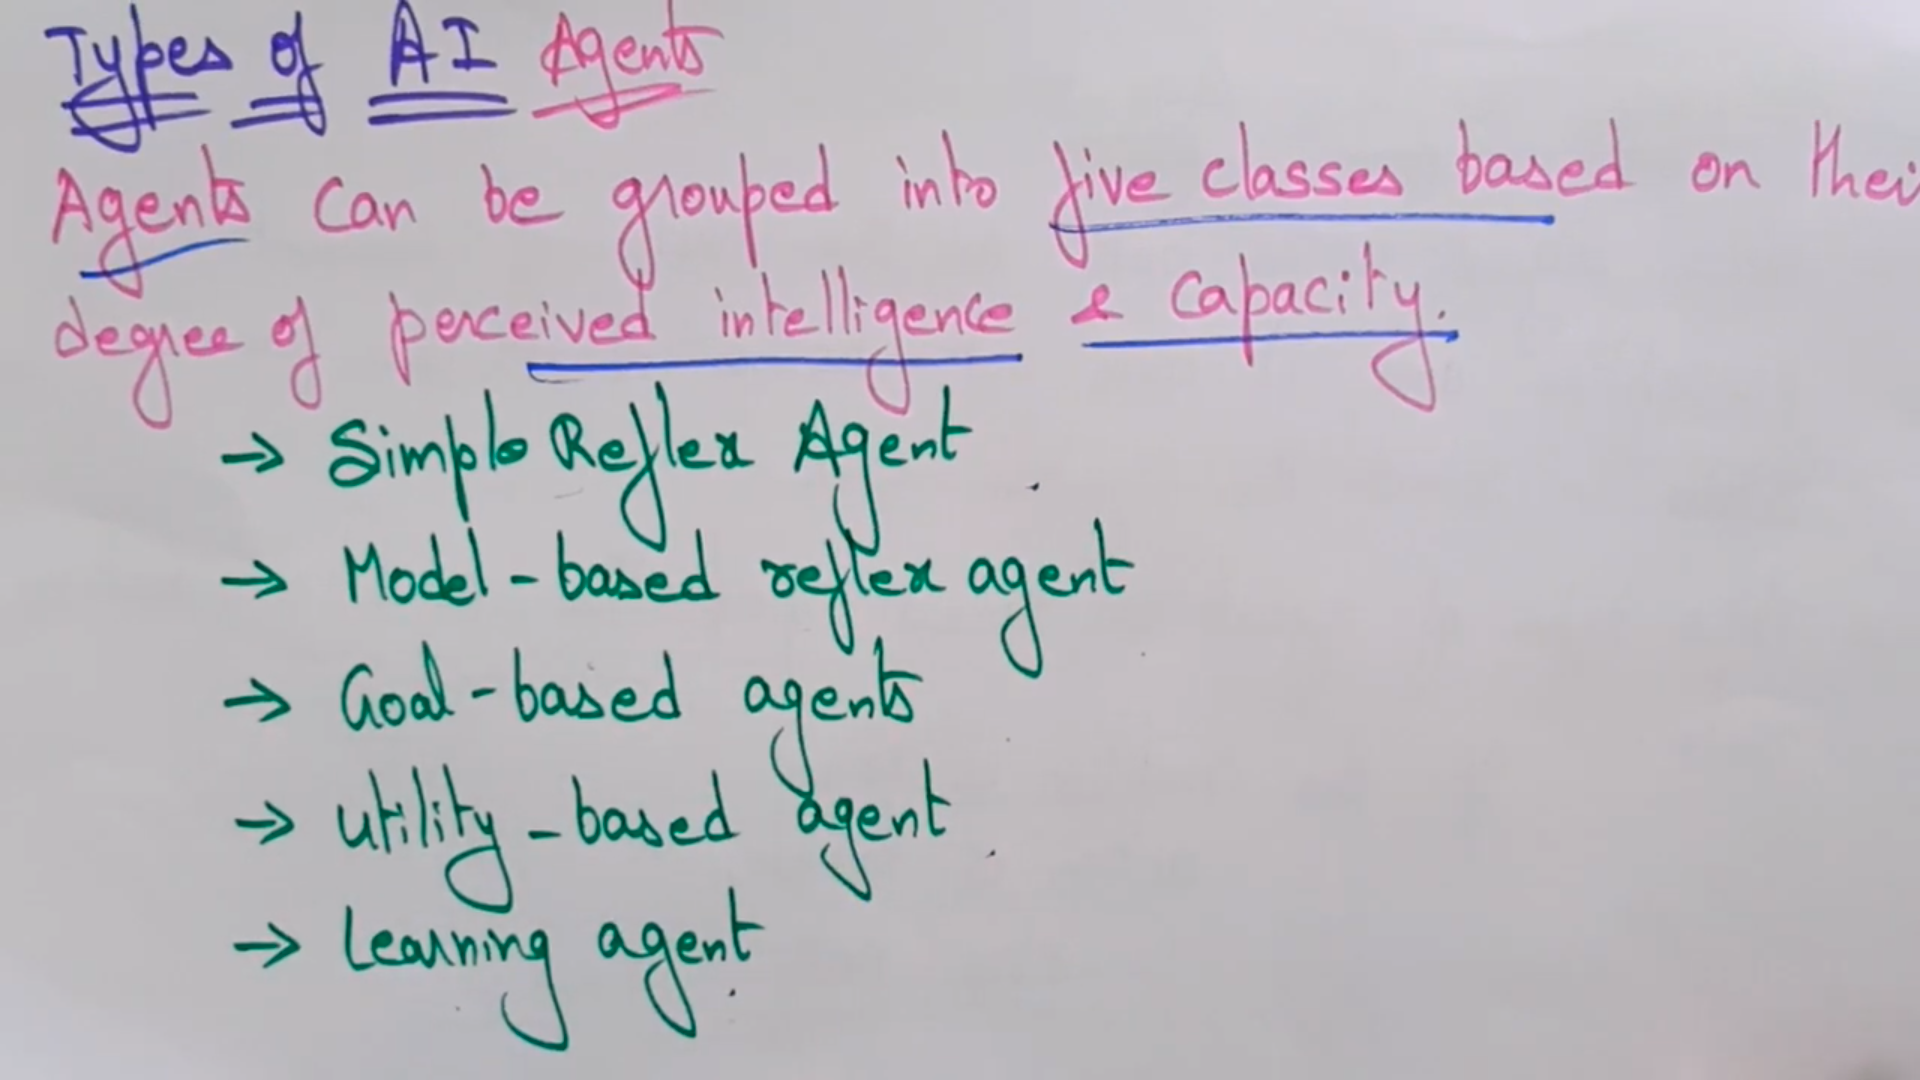 Types of AI Agents
Agents can be grouped into five classes based on thei
degree of perceived intelligence & capacity.
→ Simple Reflex Agent
→ Model-based reflex agent
→ Goal-based agents
→ utility-based agent
→ Learning agent